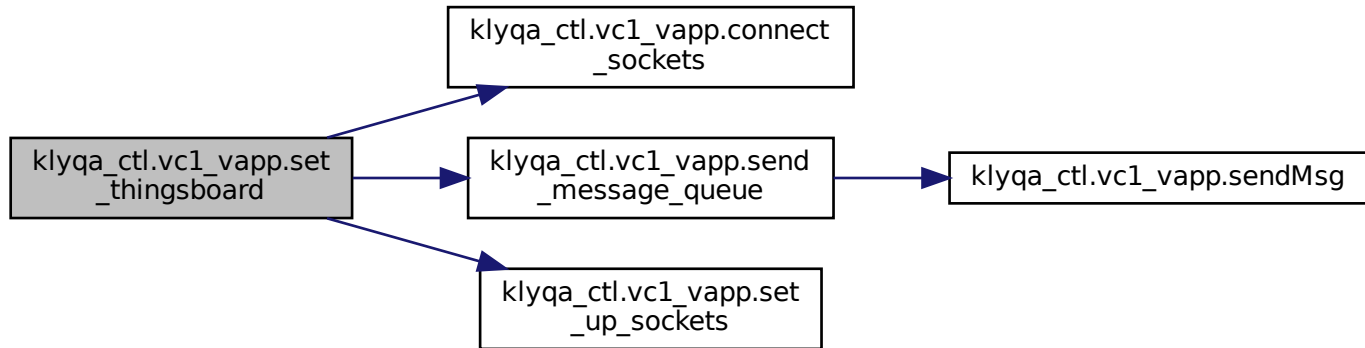 klyqa_ctl.vc1_vapp.connect
_sockets
klyqa_ctl.vc1_vapp.set
_thingsboard
klyqa_ctl.vc1_vapp.send
_message_queue
klyqa_ctl.vc1_vapp.sendMsg
klyqa_ctl.vc1_vapp.set
_up_sockets